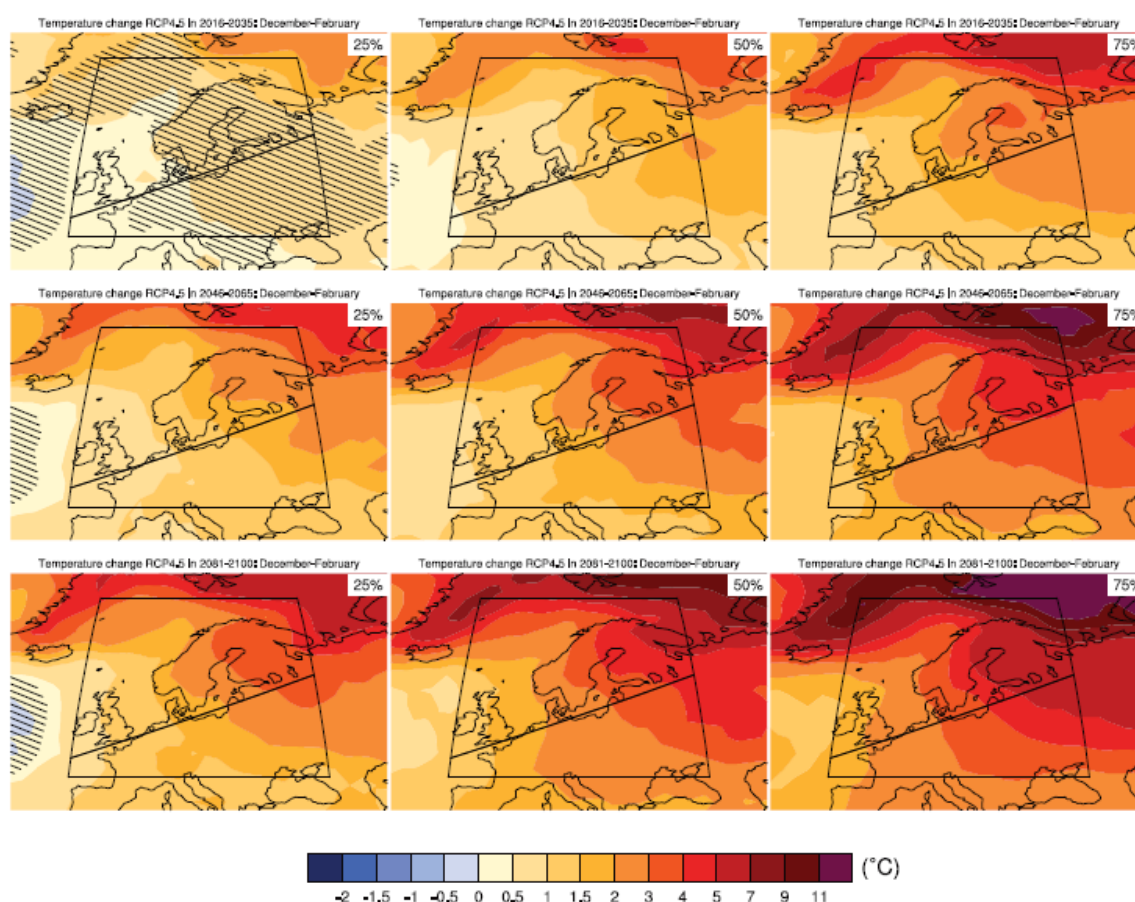 Temperature change RCP4.5 in 2016-2035: December-February
25%
Temperature change RCP4.5 in 2016-2035: December-February
50%
Temperature change RCP4.5 in 2016-2035: December-February
75%
Temperature change RCP4.5 in 2046-2065: December-February
25%
Temperature change RCP4.5 in 2046-2065: December-February
50%
Temperature change RCP4.5 in 2046-2065: December-February
75%
Temperature change RCP4.5 in 2081-2100: December-February
25%
Temperature change RCP4.5 in 2081-2100: December-February
50%
Temperature change RCP4.5 in 2081-2100: December-February
75%
(°C)
-2 -1.5 -1 -0.5 0 0.5 1 1.5 2 3 4 5 7 9 11